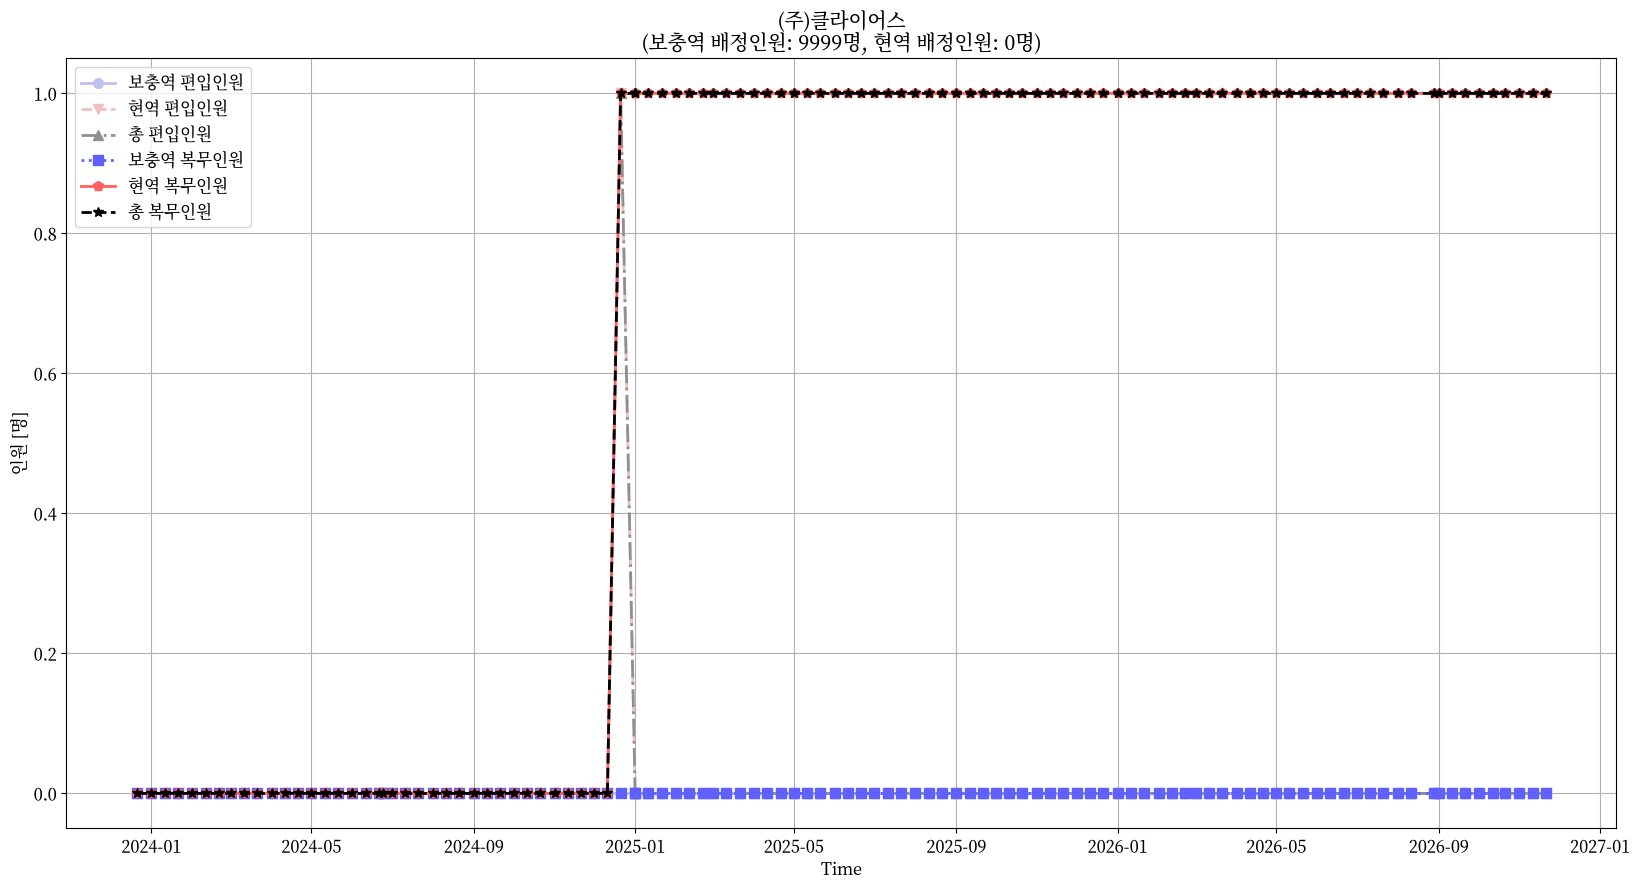 (주)클라이어스
(보충역 배정인원: 9999명, 현역 배정인원: 0명)
보충역 편입인원
현역 편입인원
총 편입인원
보충역 복무인원
현역 복무인원
총 복무인원
1.0
0.8
0.6
0.4
0.2
0.0
인원 [명]
2024-01
2024-05
2024-09
2025-01
2025-05
2025-09
2026-01
2026-05
2026-09
2027-01
Time